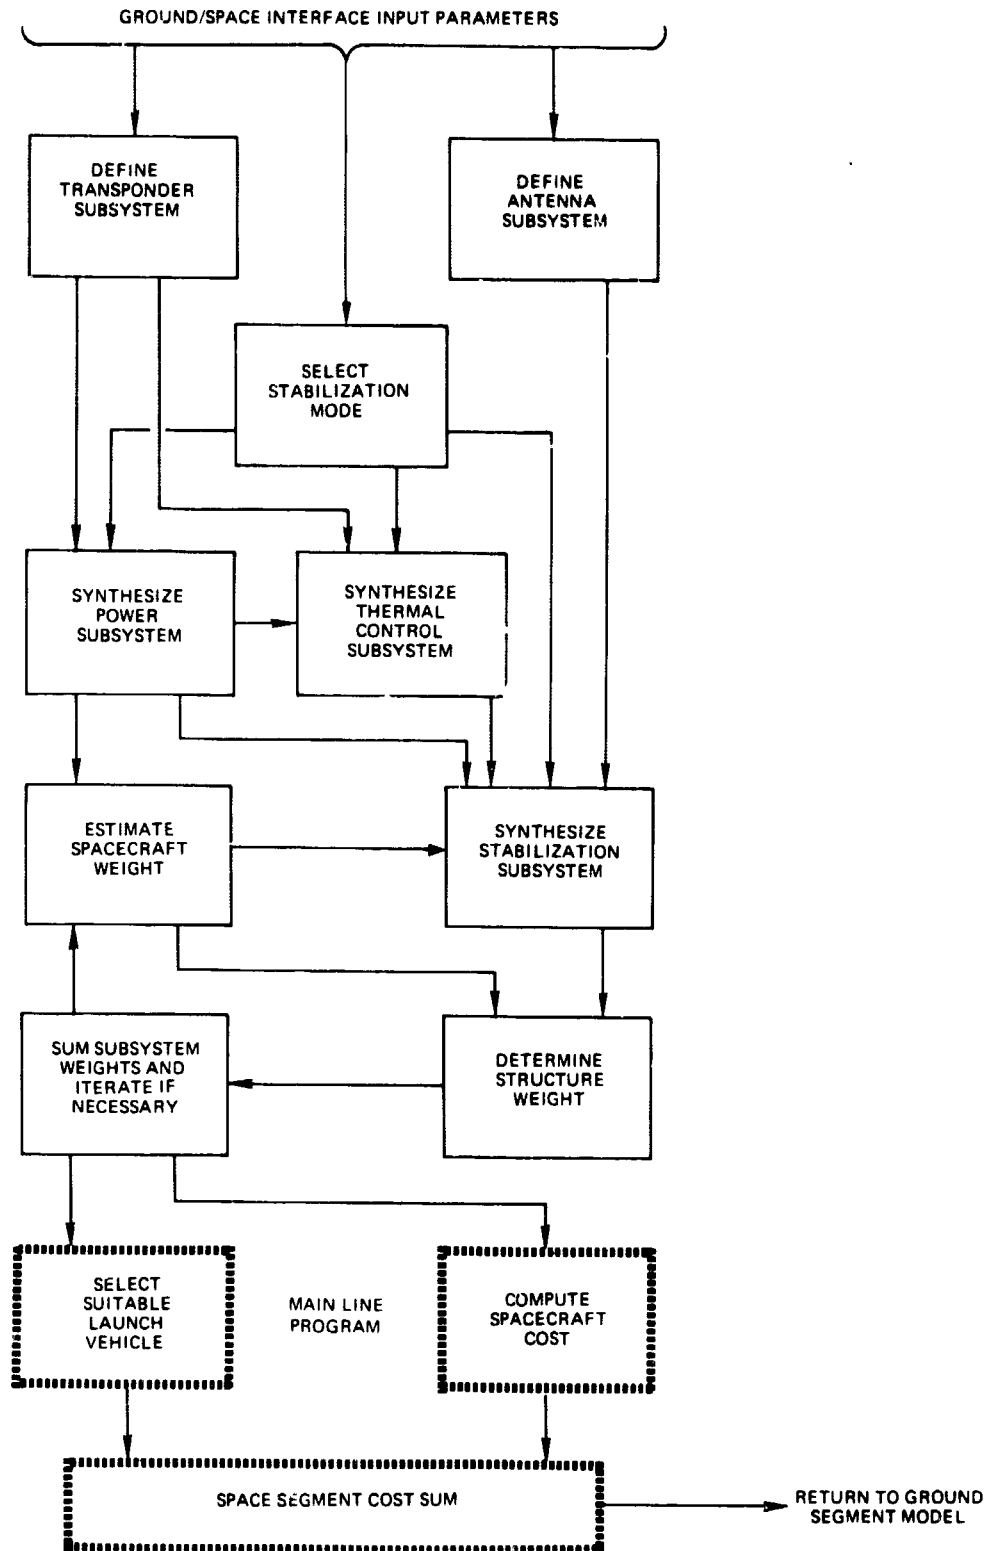 GROUND/SPACE INTERFACE INPUT PARAMETERS
DEFINE
TRANSPONDER
SUBSYSTEM
DEFINE
ANTENNA
SUBSYSTEM
SELECT
STABILIZATION
MODE
SYNTHESIZE
POWER
SUBSYSTEM
SYNTHESIZE
THERMAL
CONTROL
SUBSYSTEM
ESTIMATE
SPACECRAFT
WEIGHT
SYNTHESIZE
STABILIZATION
SUBSYSTEM
SUM SUBSYSTEM
WEIGHTS AND
ITERATE IF
NECESSARY
DETERMINE
STRUCTURE
WEIGHT
SELECT
SUITABLE
LAUNCH
VEHICLE
MAIN LINE
PROGRAM
COMPUTE
SPACECRAFT
COST
SPACE SEGMENT COST SUM
RETURN TO GROUND
SEGMENT MODEL